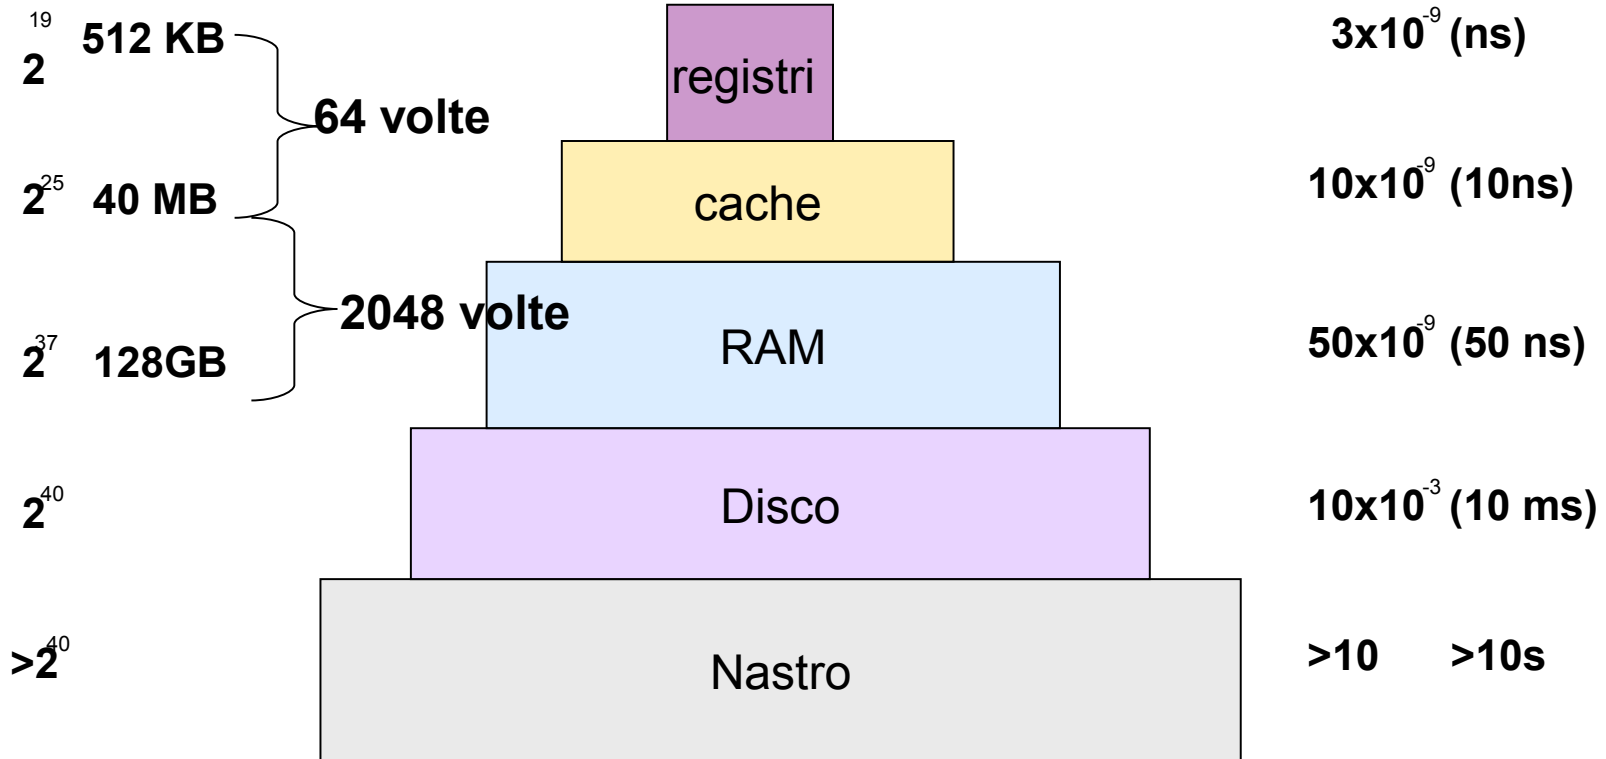 2^19 512 KB
64 volte
registri
3x10^-9 (ns)
2^25 40 MB
cache
10x10^-9 (10ns)
2048 volte
2^37 128GB
RAM
50x10^-9 (50 ns)
2^40
Disco
10x10^-3 (10 ms)
>2^40
Nastro
>10 >10s